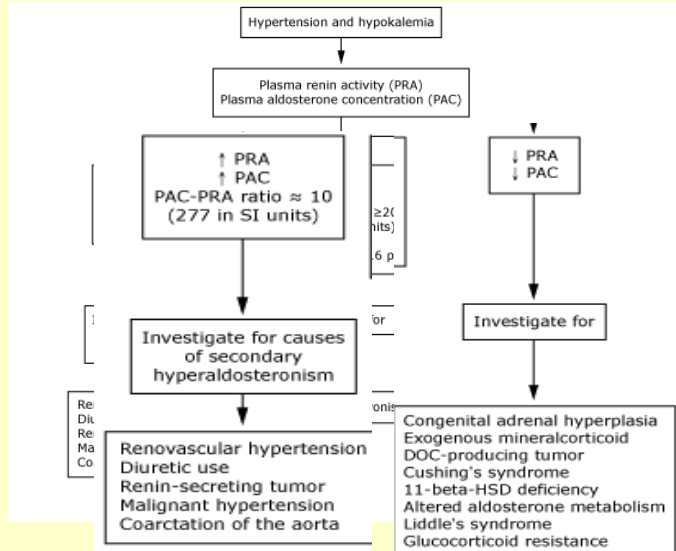 Hypertension and hypokalemia
Plasma renin activity (PRA)
Plasma aldosterone concentration (PAC)
↑ PRA
↑ PAC
PAC-PRA ratio ≈ 10
(277 in SI units)
↓ PRA
↓ PAC
Investigate for causes
of secondary
hyperaldosteronism
for
Investigate for
Renovascular hypertension
Diuretic use
Renin-secreting tumor
Malignant hypertension
Coarctation of the aorta
Congenital adrenal hyperplasia
Exogenous mineralcorticoid
DOC-producing tumor
Cushing's syndrome
11-beta-HSD deficiency
Altered aldosterone metabolism
Liddle's syndrome
Glucocorticoid resistance